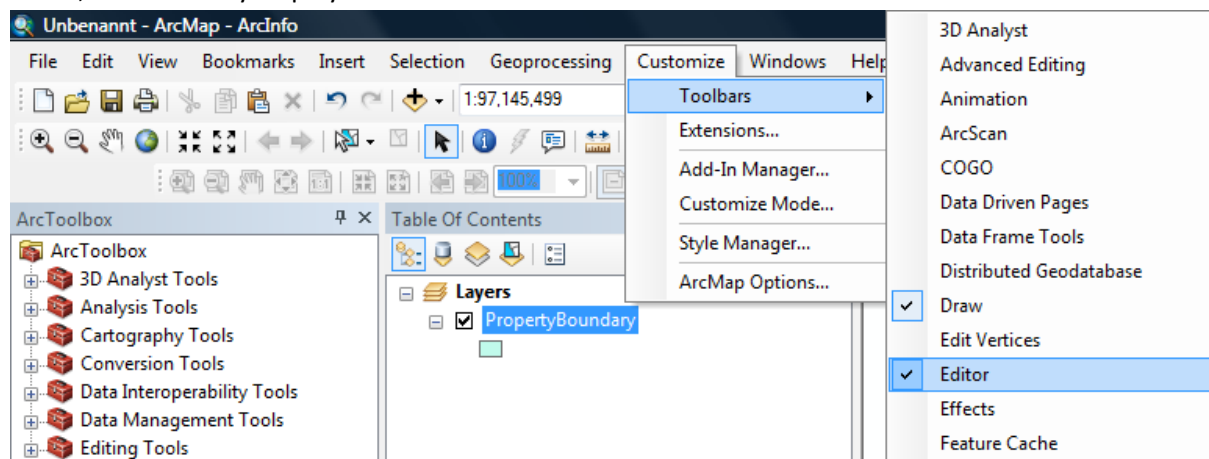 Unbenannt - ArcMap - ArcInfo
File Edit View Bookmarks Insert Selection Geoprocessing Customize Windows Help
1:97,145,499
100%
ArcToolbox
ArcToolbox
3D Analyst Tools
Analysis Tools
Cartography Tools
Conversion Tools
Data Interoperability Tools
Data Management Tools
Editing Tools
Table Of Contents
Layers
PropertyBoundary
Toolbars
Extensions...
Add-In Manager...
Customize Mode...
Style Manager...
ArcMap Options...
3D Analyst
Advanced Editing
Animation
ArcScan
COGO
Data Driven Pages
Data Frame Tools
Distributed Geodatabase
Draw
Edit Vertices
Editor
Effects
Feature Cache